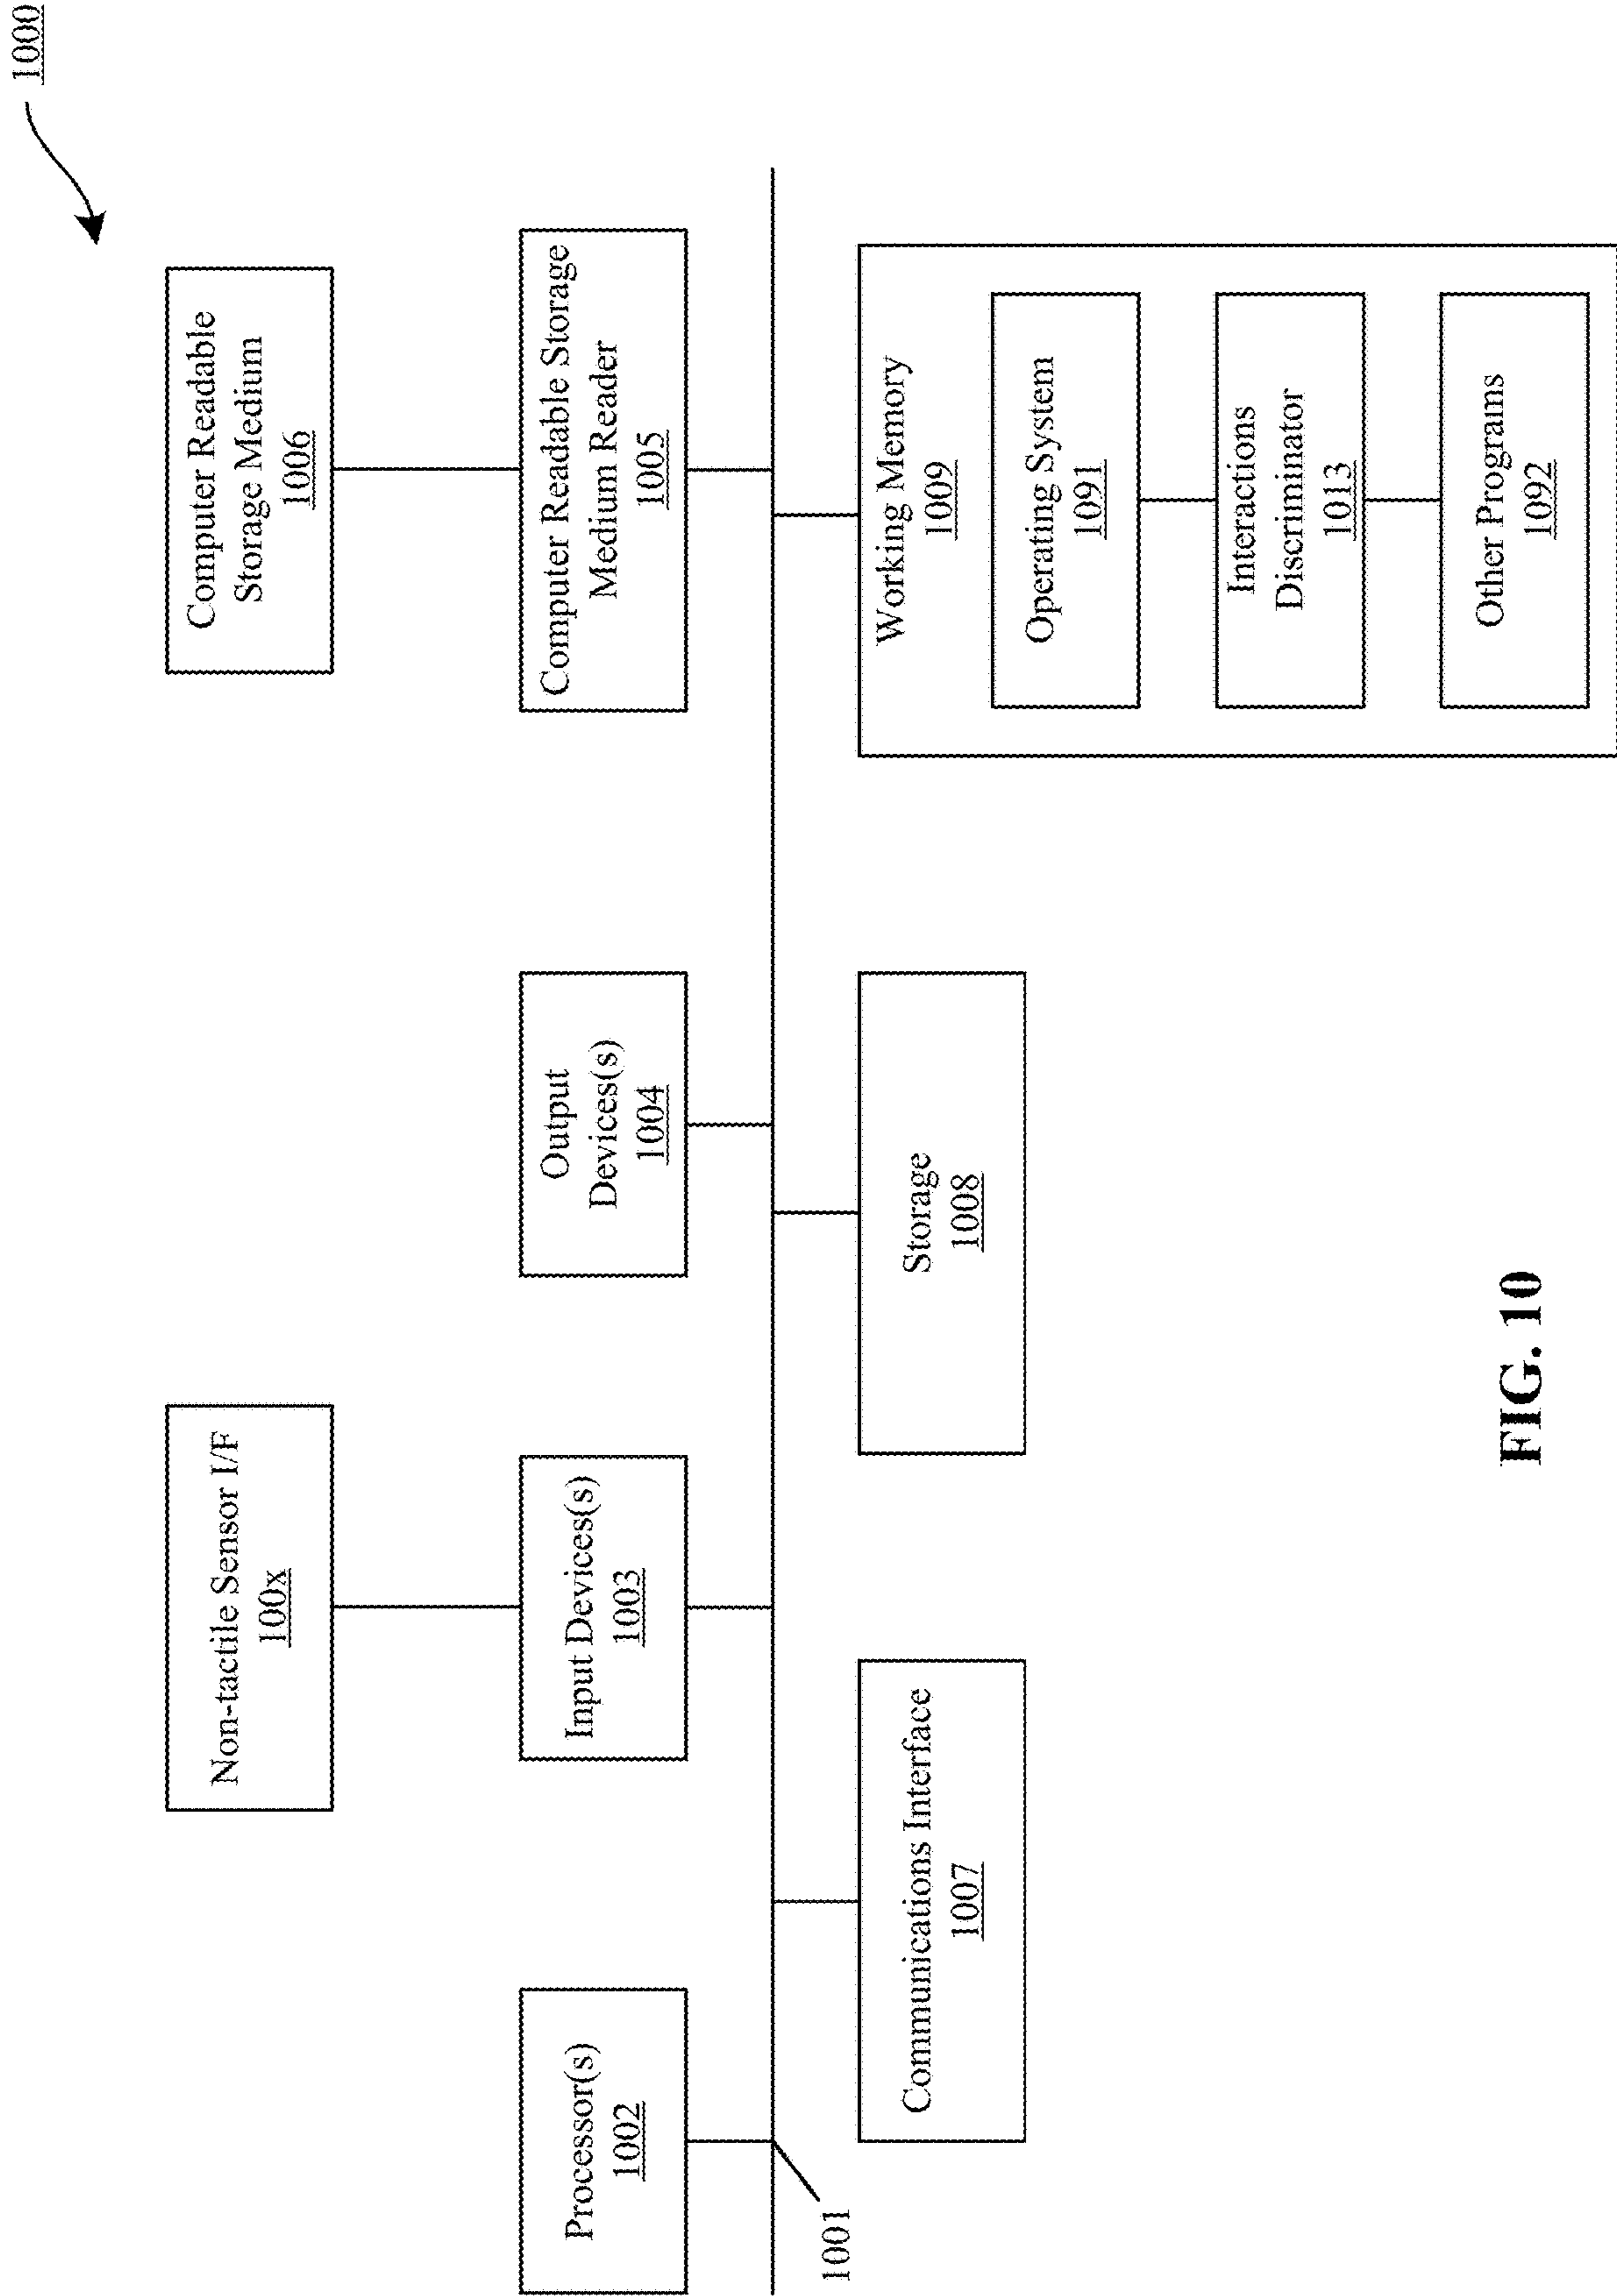 1000
Non-tactile Sensor I/F
100x
Computer Readable
Storage Medium
1006
Processor(s)
1002
Input Devices(s)
1003
Output
Devices(s)
1004
Computer Readable Storage
Medium Reader
1005
1001
Communications Interface
1007
Storage
1008
Working Memory
1009
Operating System
1091
Interactions
Discriminator
1013
Other Programs
1092
FIG. 10